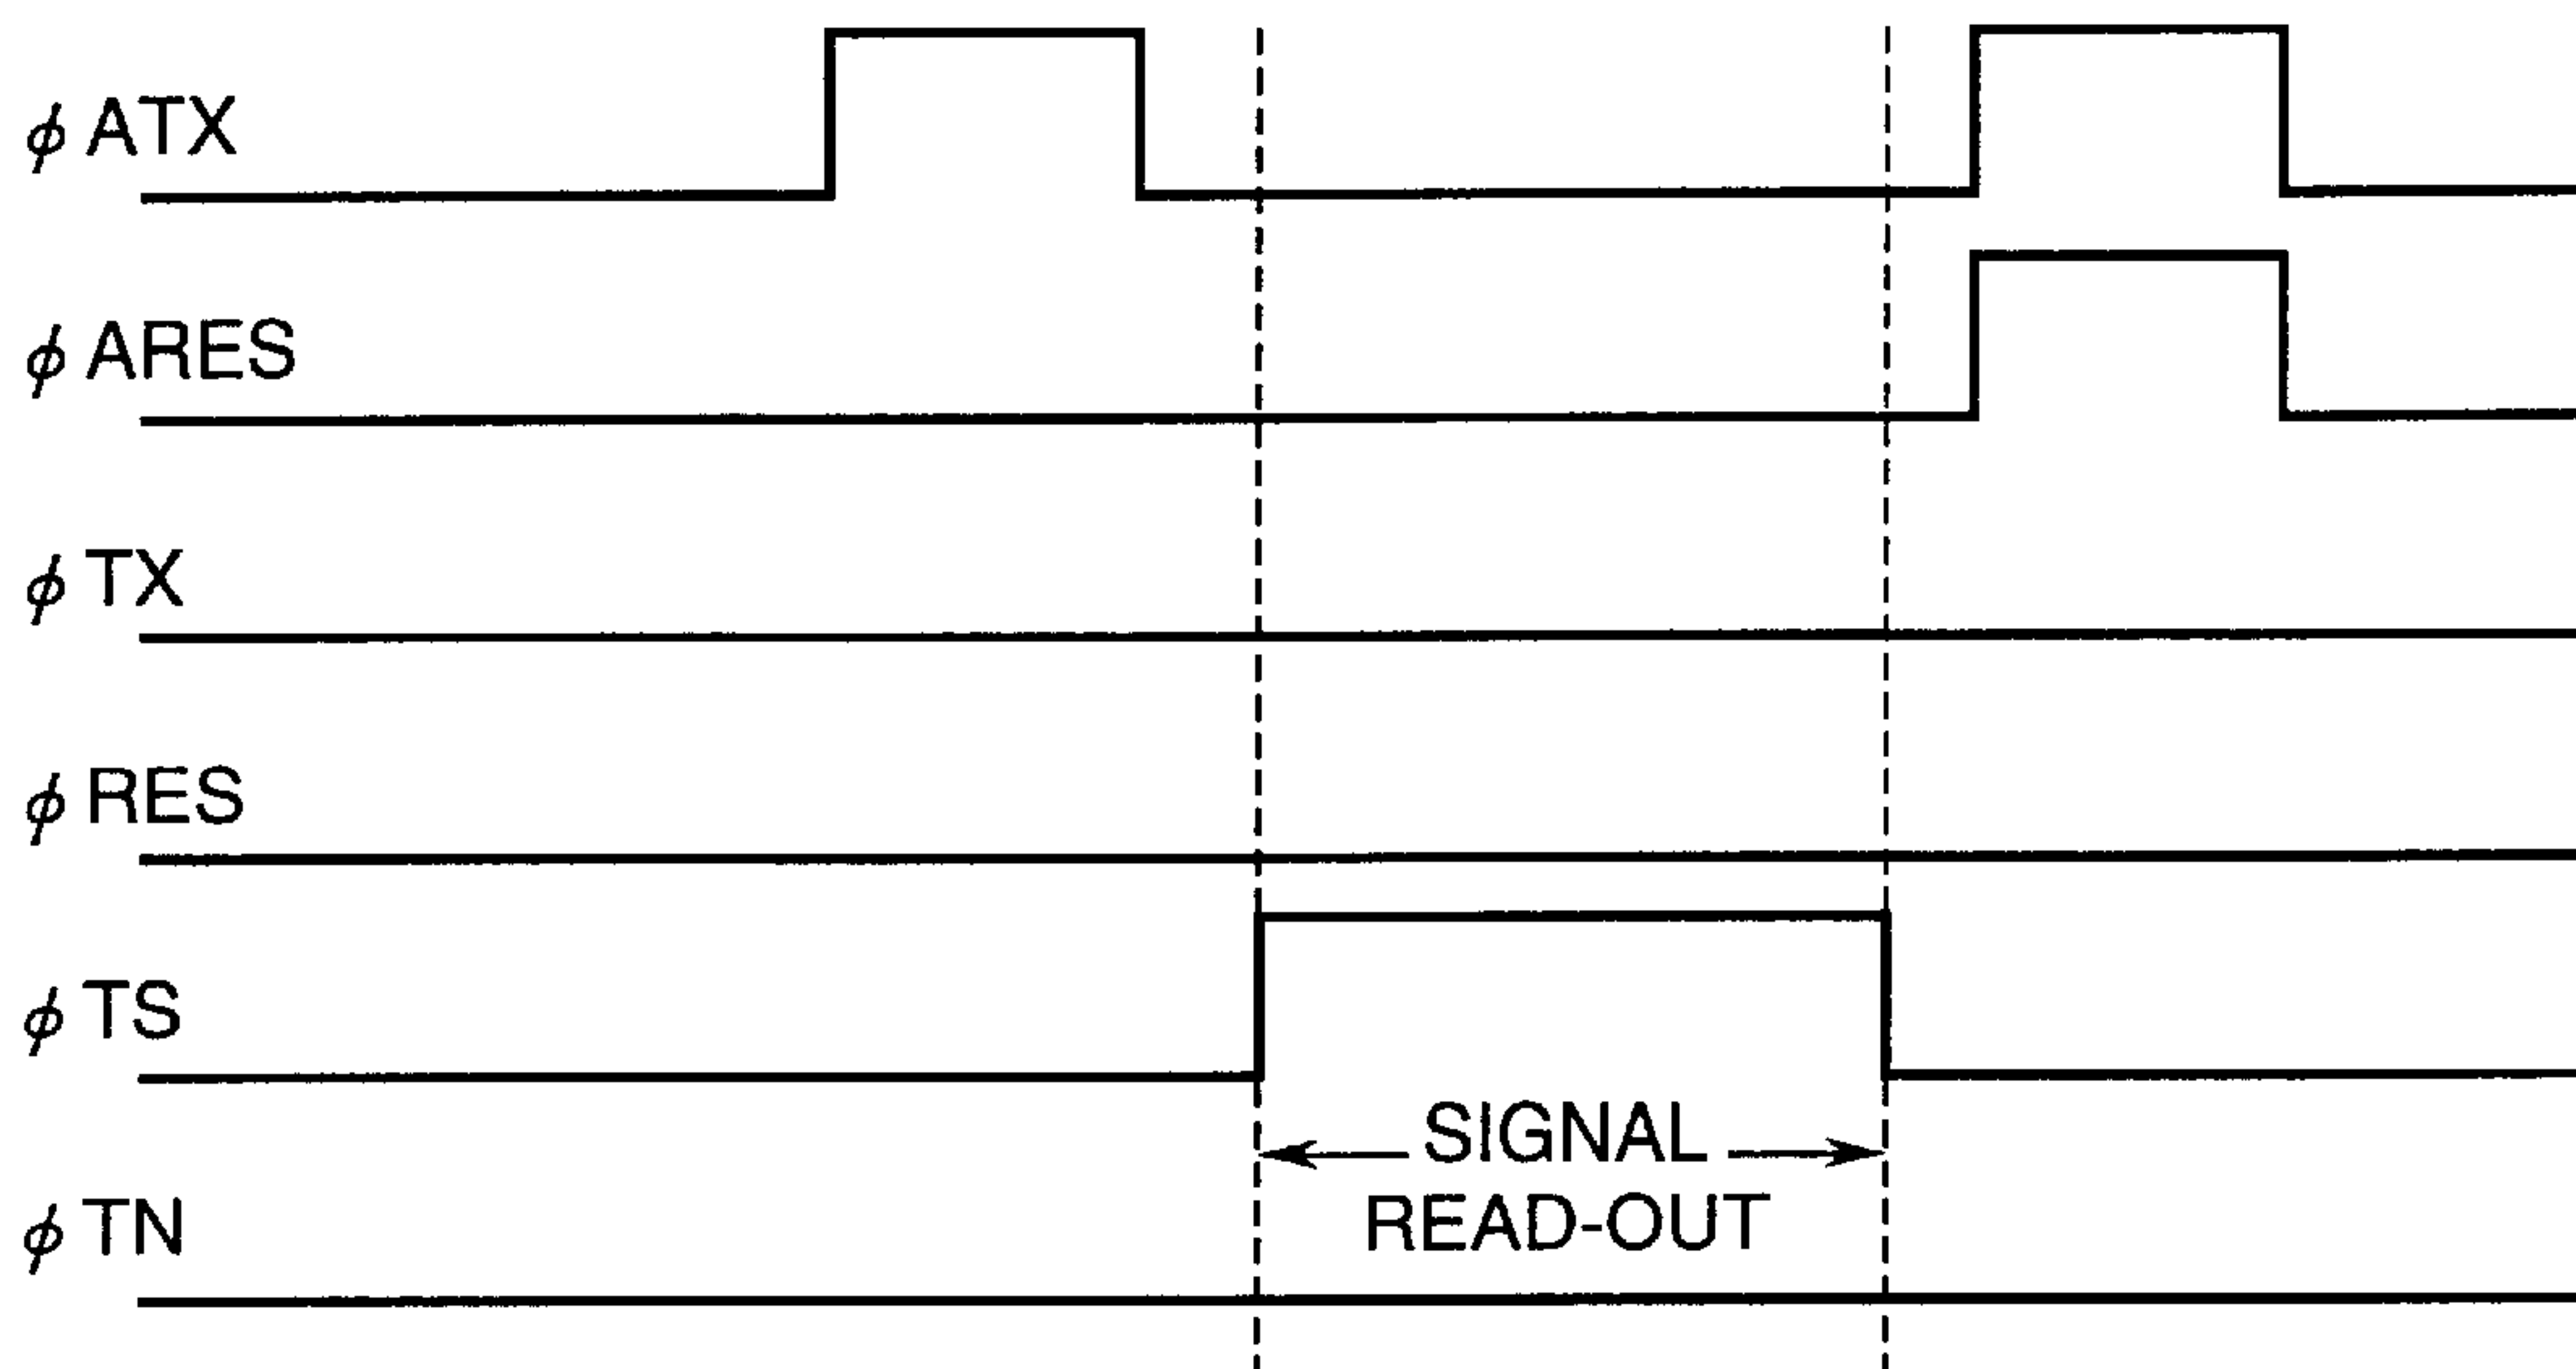 ϕ ATX
ϕ ARES
ϕ TX
ϕ RES
ϕ TS
SIGNAL
READ-OUT
ϕ TN